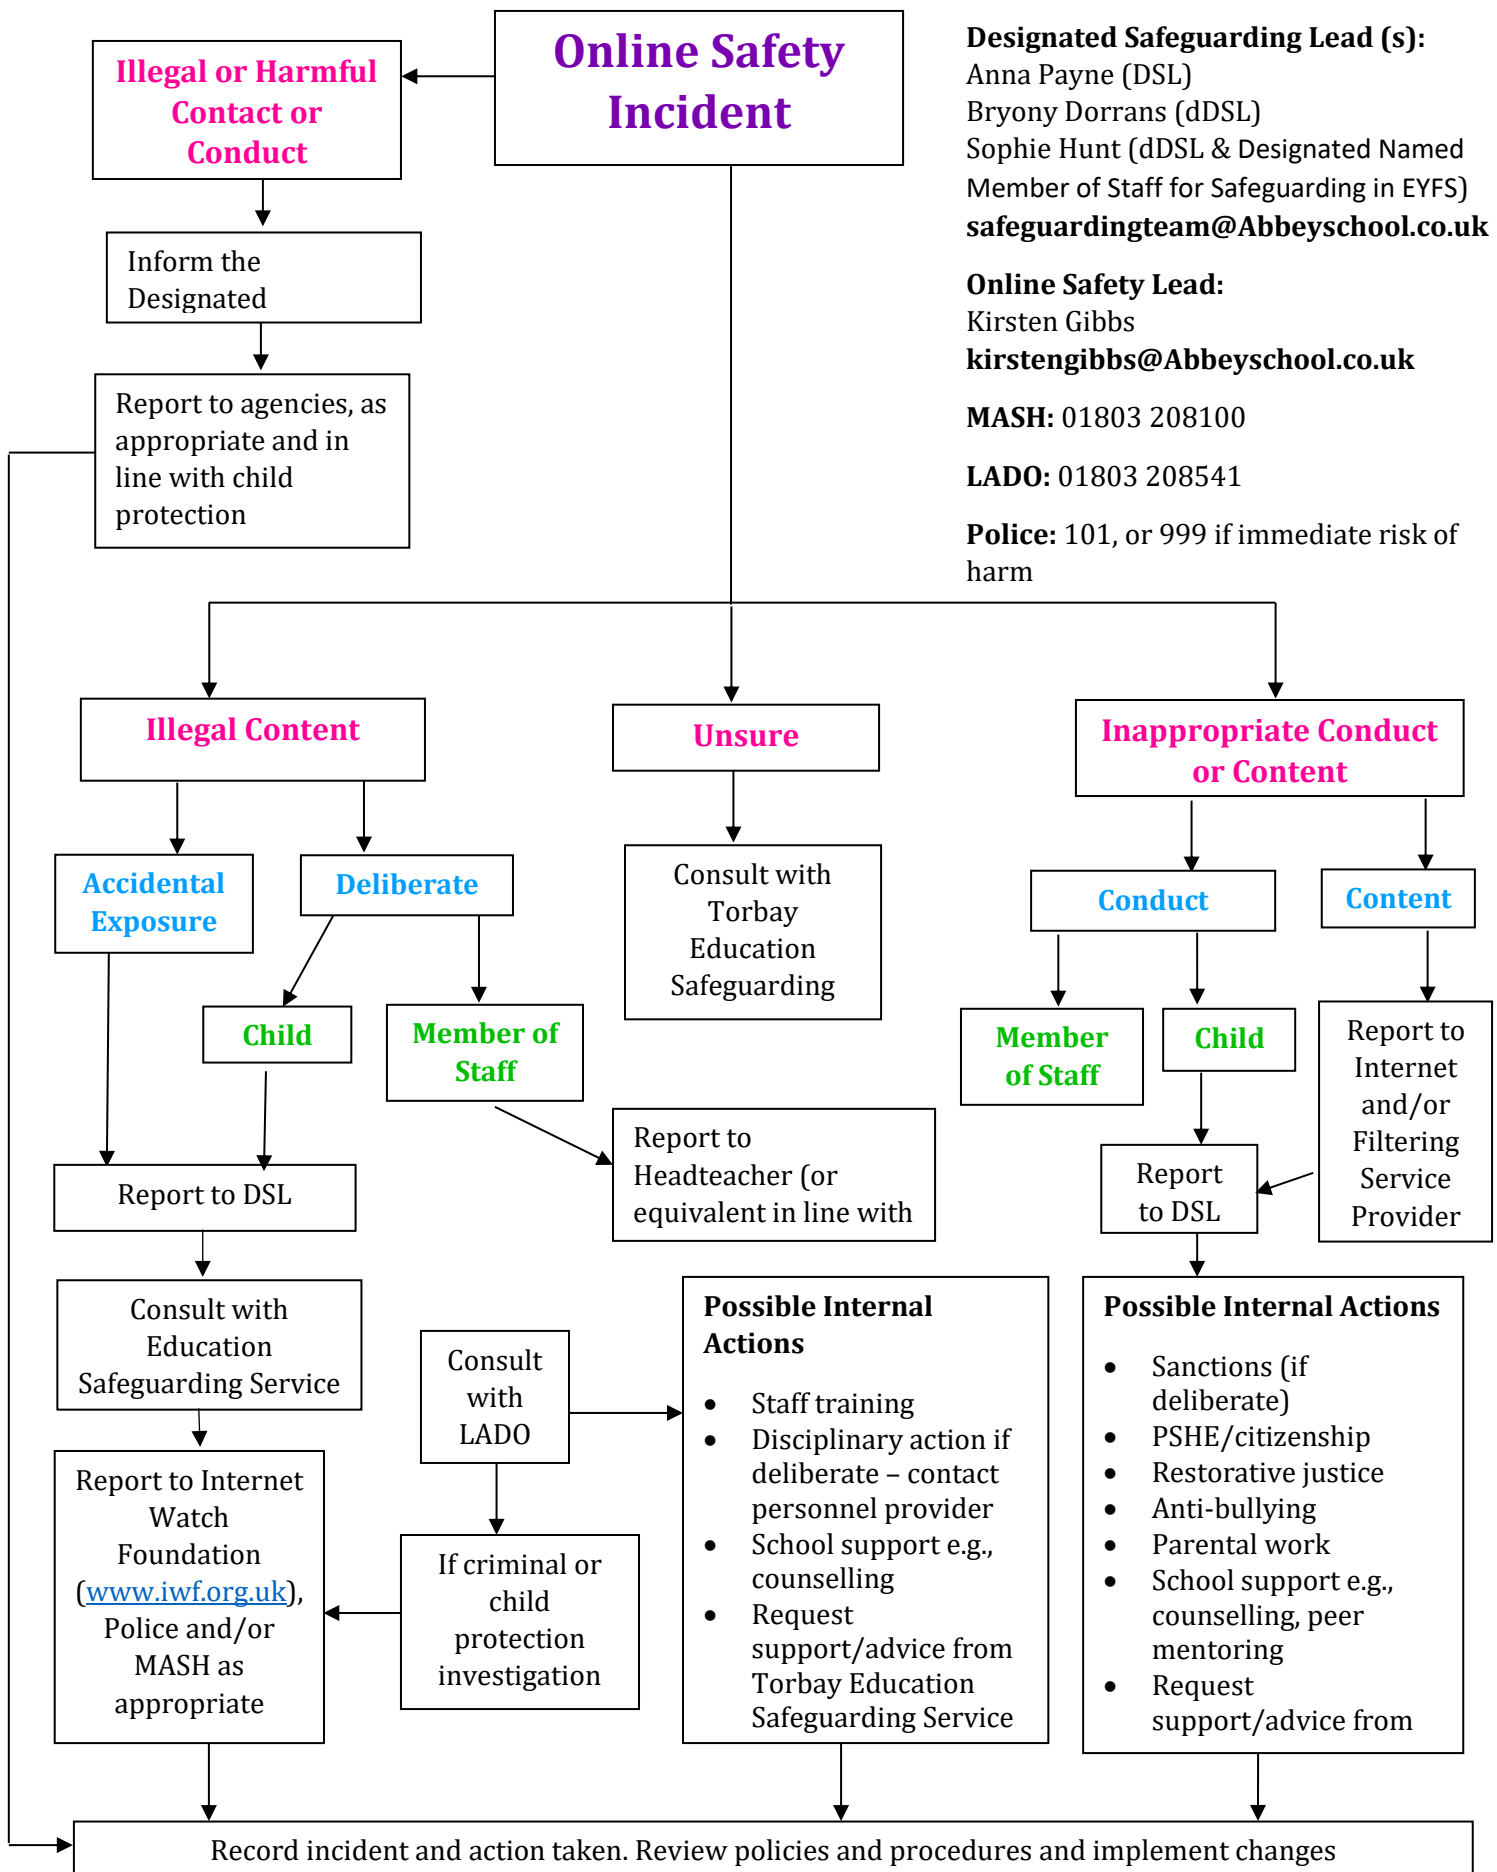 Online Safety
Incident
Illegal or Harmful
Contact or
Conduct
Inform the
Designated
Report to agencies, as
appropriate and in
line with child
protection
Designated Safeguarding Lead (s):
Anna Payne (DSL)
Bryony Dorrans (dDSL)
Sophie Hunt (dDSL & Designated Named
Member of Staff for Safeguarding in EYFS)
safeguardingteam@Abbeyschool.co.uk
Online Safety Lead:
Kirsten Gibbs
kirstengibbs@Abbeyschool.co.uk
MASH: 01803 208100
LADO: 01803 208541
Police: 101, or 999 if immediate risk of
harm
Illegal Content
Unsure
Inappropriate Conduct
or Content
Accidental
Exposure
Deliberate
Consult with
Torbay
Education
Safeguarding
Conduct
Content
Child
Member of
Staff
Member
of Staff
Child
Report to
Internet
and/or
Filtering
Service
Provider
Report to DSL
Report to
Headteacher (or
equivalent in line with
Report
to DSL
Consult with
Education
Safeguarding Service
Consult
with
LADO
Report to Internet
Watch
Foundation
(www.iwf.org.uk),
Police and/or
MASH as
appropriate
If criminal or
child
protection
investigation
Possible Internal
Actions
• Staff training
• Disciplinary action if
deliberate – contact
personnel provider
• School support e.g.,
counselling
• Request
support/advice from
Torbay Education
Safeguarding Service
Possible Internal Actions
• Sanctions (if
deliberate)
• PSHE/citizenship
• Restorative justice
• Anti-bullying
• Parental work
• School support e.g.,
counselling, peer
mentoring
• Request
support/advice from
Record incident and action taken. Review policies and procedures and implement changes